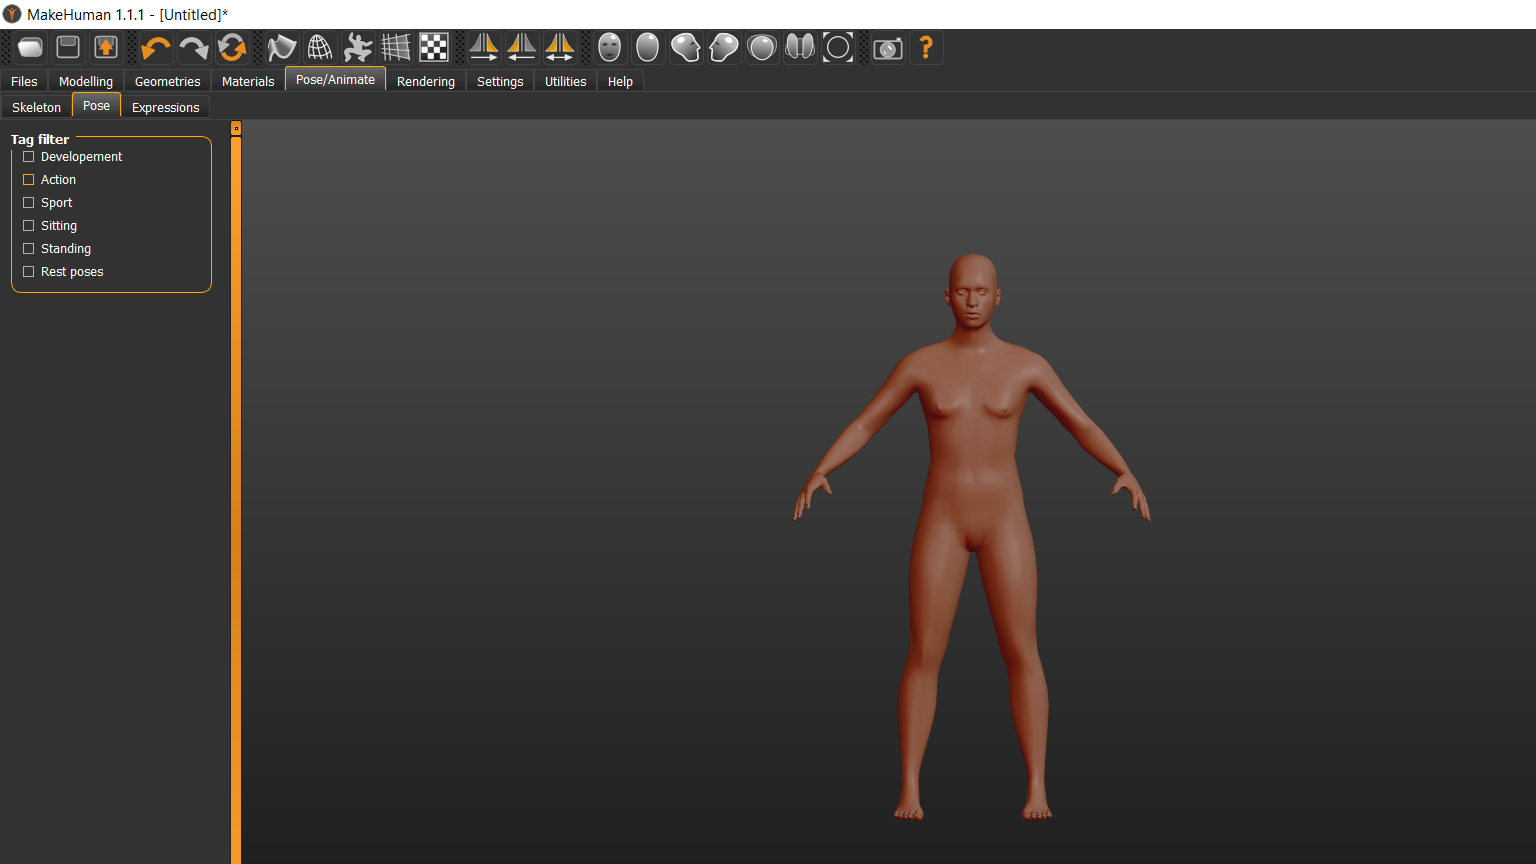 MakeHuman 1.1.1 - [Untitled]*
?
Files Modelling Geometries Materials Pose/Animate Rendering Settings Utilities Help
Skeleton Pose Expressions
Tag filter
Developement
Action
Sport
Sitting
Standing
Rest poses